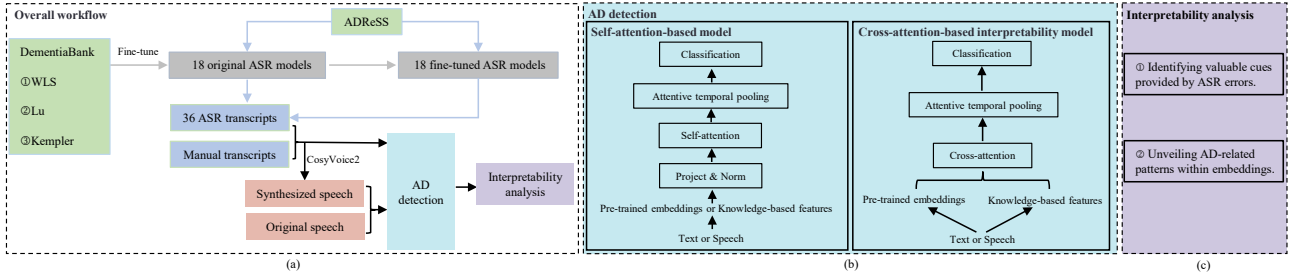 Overall workflow
ADReSS
DementiaBank
①WLS
②Lu
③Kempler
Fine-tune
18 original ASR models
18 fine-tuned ASR models
36 ASR transcripts
Manual transcripts
CosyVoice2
Synthesized speech
Original speech
AD
detection
Interpretability
analysis
(a)
AD detection
Self-attention-based model
Classification
Attentive temporal pooling
Self-attention
Project & Norm
Pre-trained embeddings or Knowledge-based features
Text or Speech
Cross-attention-based interpretability model
Classification
Attentive temporal pooling
Cross-attention
Pre-trained embeddings
Knowledge-based features
Text or Speech
(b)
Interpretability analysis
① Identifying valuable cues
provided by ASR errors.
② Unveiling AD-related
patterns within embeddings.
(c)